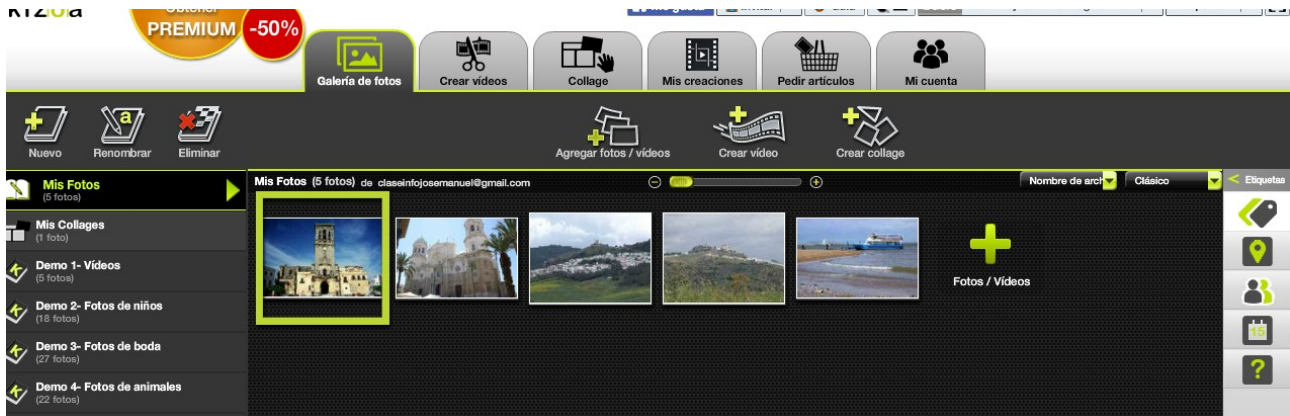 kizoa
PREMIUM
-50%
Galería de fotos
Crear vídeos
Collage
Mis creaciones
Pedir artículos
Mi cuenta
Nuevo
Renombrar
Eliminar
Agregar fotos / vídeos
Crear vídeo
Crear collage
Mis Fotos
(5 fotos)
Mis Fotos (5 fotos) de claseinfojosemanuel@gmail.com
Nombre de arch
Clásico
< Etiquetas
Mis Collages
(1 foto)
Demo 1- Vídeos
(5 fotos)
Demo 2- Fotos de niños
(18 fotos)
Demo 3- Fotos de boda
(27 fotos)
Demo 4- Fotos de animales
(22 fotos)
Fotos / Vídeos
15
?